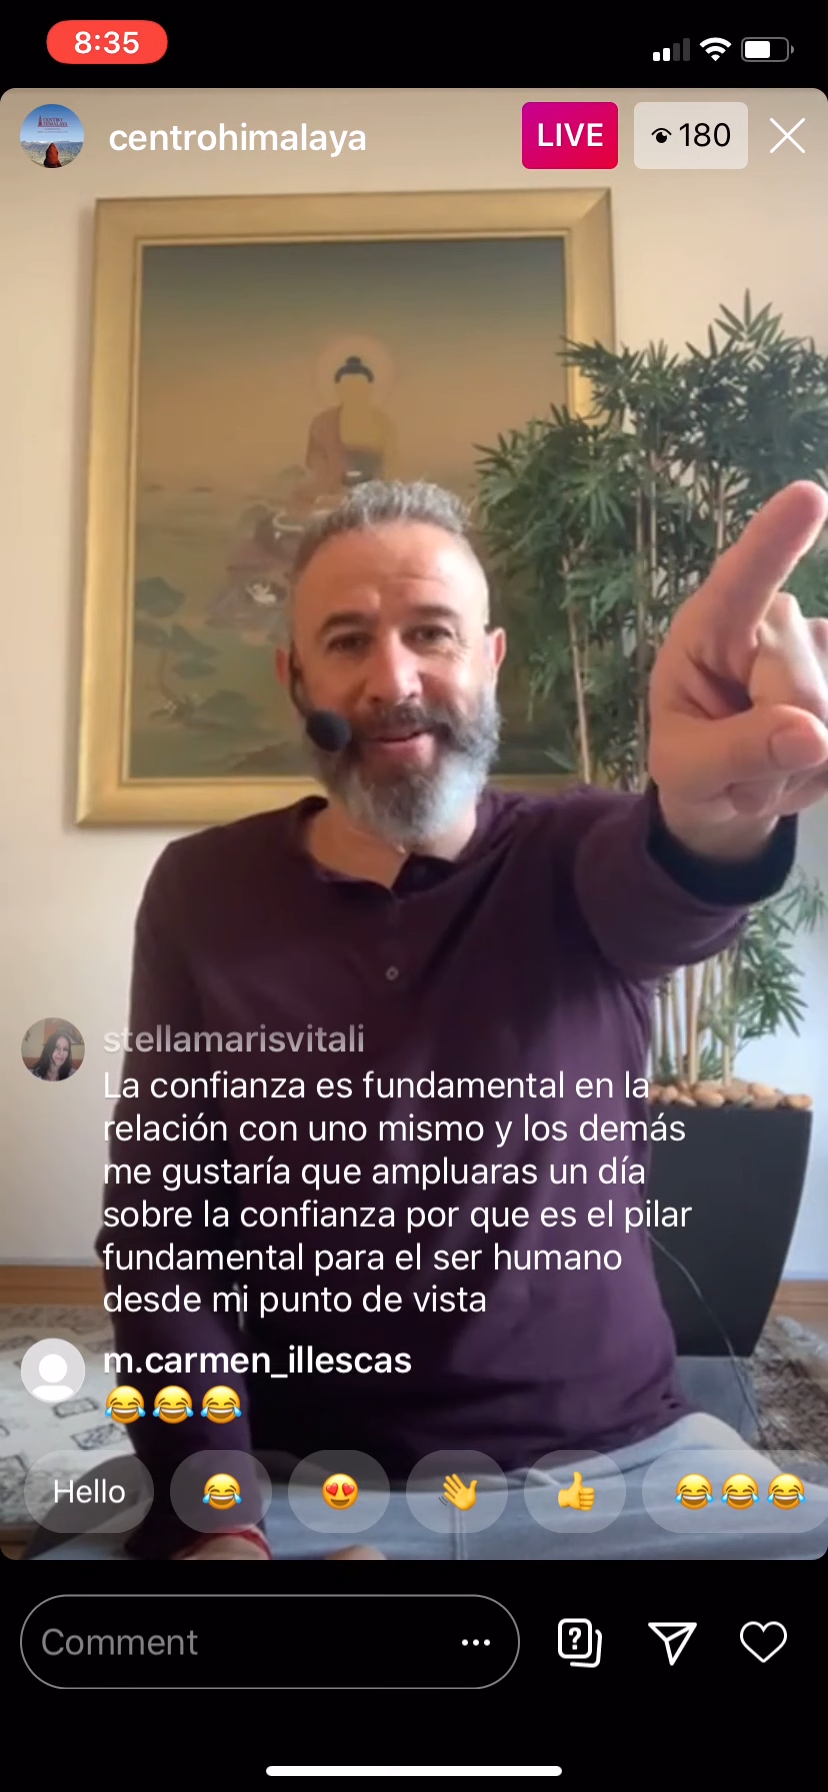 8:35
centrohimalaya
LIVE
180
stellamarisvitali
La confianza es fundamental en la
relación con uno mismo y los demás
me gustaría que ampluaras un día
sobre la confianza por que es el pilar
fundamental para el ser humano
desde mi punto de vista
m.carmen_illescas
😂😂😂
Hello 😂 😍 👋 👍 😂😂😂
Comment